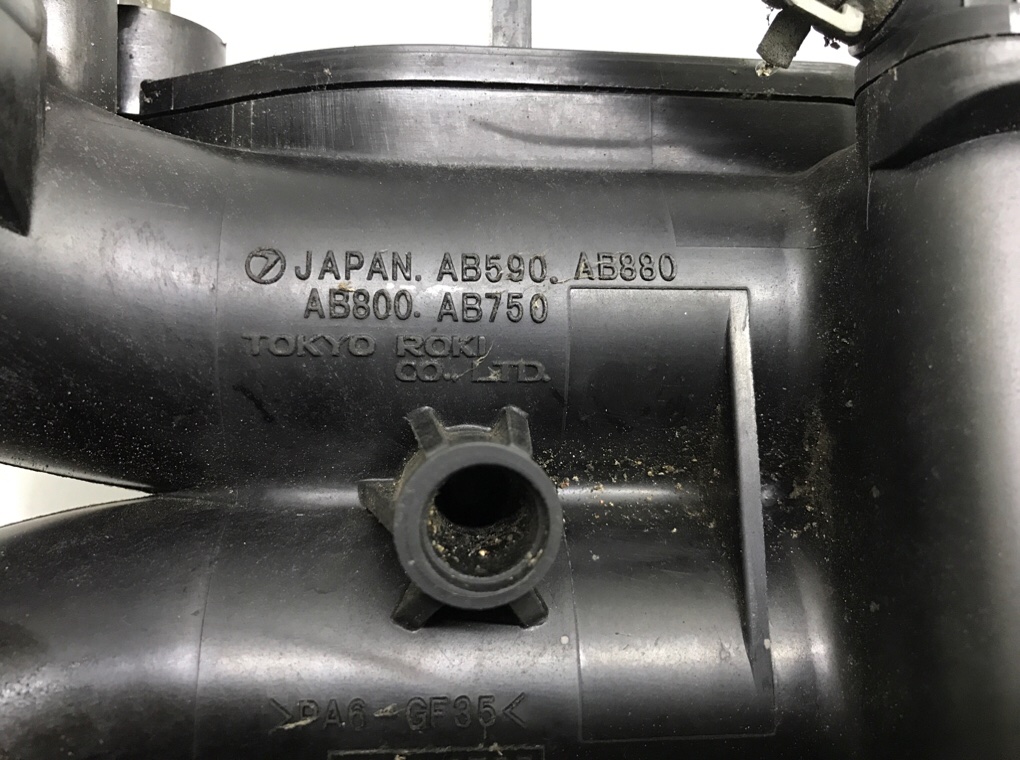 JAPAN. AB590. AB880
AB800. AB750
TOKYO ROKI
CO., LTD.
>PA6-GF35<